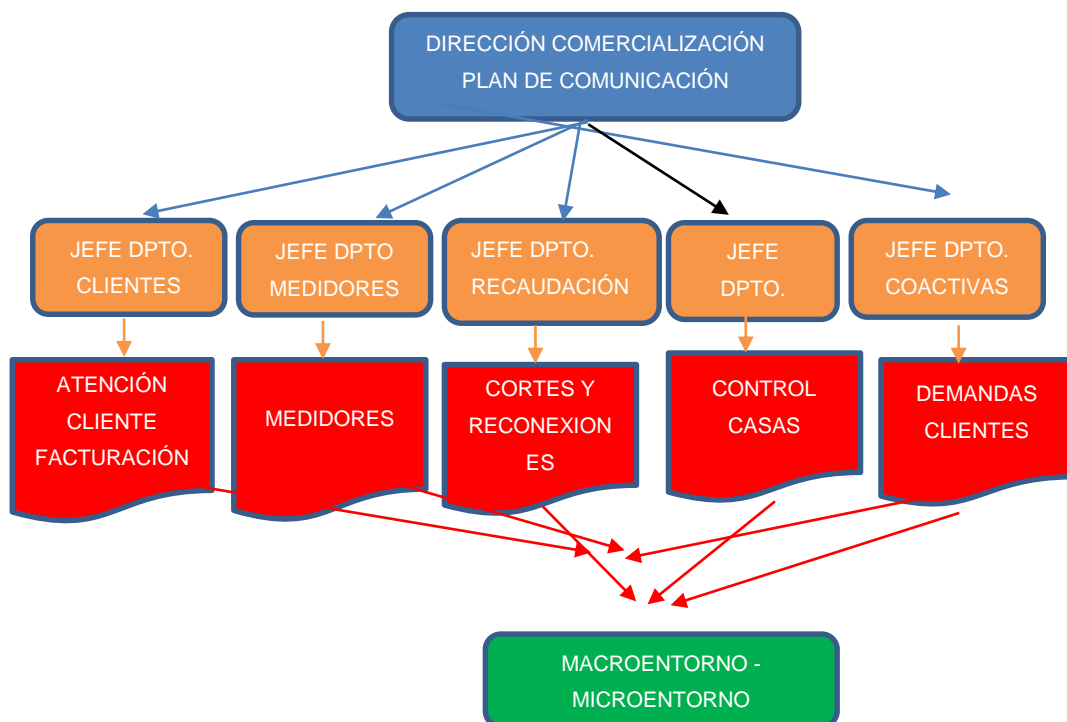 DIRECCIÓN COMERCIALIZACIÓN
PLAN DE COMUNICACIÓN
JEFE DPTO.
CLIENTES
JEFE DPTO
MEDIDORES
JEFE DPTO.
RECAUDACIÓN
JEFE
DPTO.
JEFE DPTO.
COACTIVAS
ATENCIÓN
CLIENTE
FACTURACIÓN
MEDIDORES
CORTES Y
RECONEXION
ES
CONTROL
CASAS
DEMANDAS
CLIENTES
MACROENTORNO -
MICROENTORNO